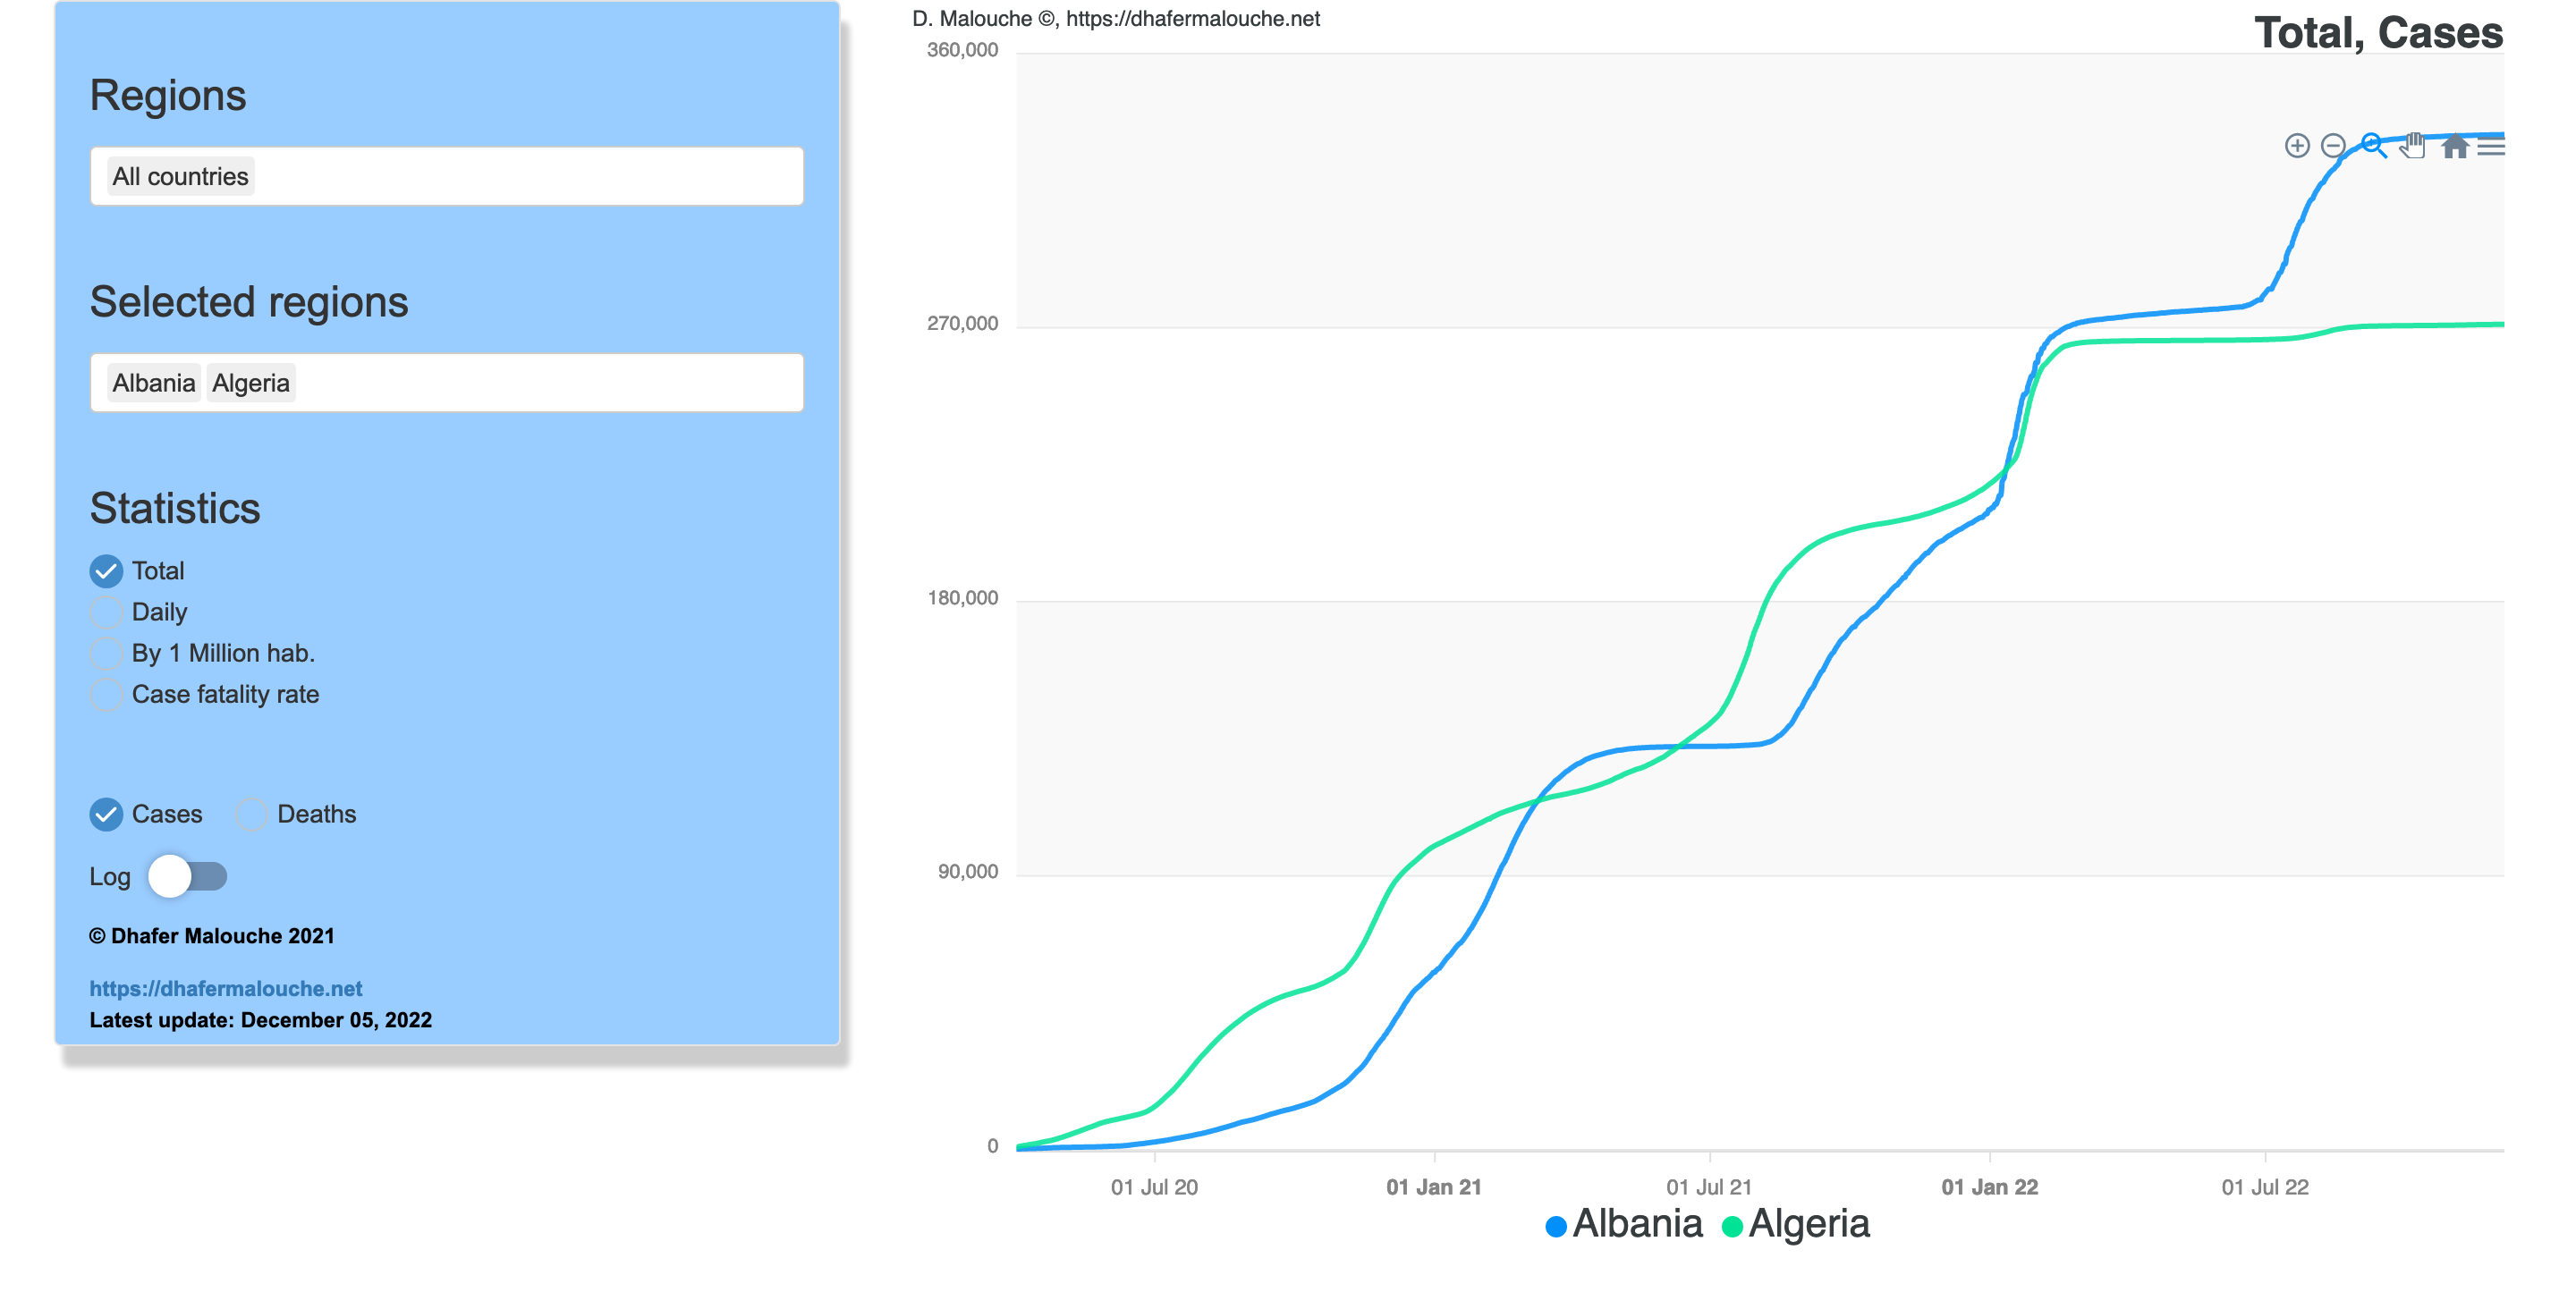 Regions
All countries
Selected regions
Albania Algeria
Statistics
Total
Daily
By 1 Million hab.
Case fatality rate
Cases Deaths
Log
© Dhafer Malouche 2021
https://dhafermalouche.net
Latest update: December 05, 2022
D. Malouche ©, https://dhafermalouche.net
Total, Cases
360,000
270,000
180,000
90,000
0
01 Jul 20 01 Jan 21 01 Jul 21 01 Jan 22 01 Jul 22
Albania Algeria